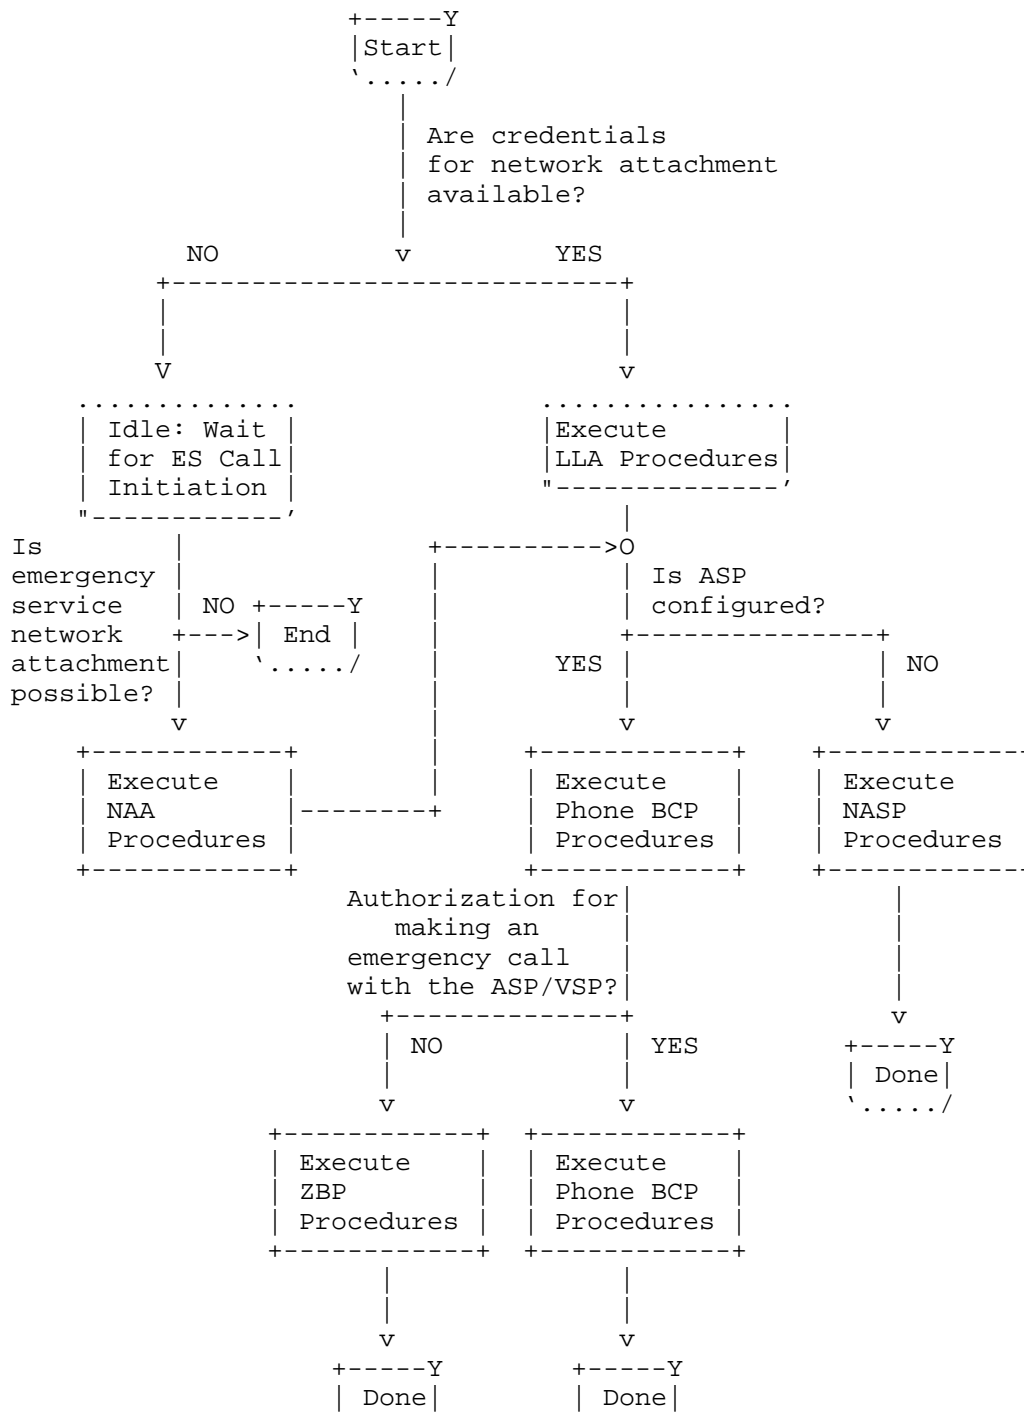 +-----Y
|Start|
`...../
|
| Are credentials
| for network attachment
| available?
|
NO v YES
+----------------------------+
| |
| |
V v
.............. ................
| Idle: Wait | |Execute |
| for ES Call| |LLA Procedures|
| Initiation | "--------------'
"------------' |
Is | +---------->O
emergency | | | Is ASP
service | NO +-----Y | | configured?
network +--->| End | | +---------------+
attachment| `...../ | YES | | NO
possible? | | | |
v | v v
+------------+ | +------------+ +------------+
| Execute | | | Execute | | Execute
| NAA |--------+ | Phone BCP | | NASP
| Procedures | | Procedures | | Procedures
+------------+ +------------+ +------------+
Authorization for| |
making an | |
emergency call | |
with the ASP/VSP?| |
+--------------+ v
| NO | YES +-----Y
| | | Done|
v v `...../
+------------+ +------------+
| Execute | | Execute |
| ZBP | | Phone BCP |
| Procedures | | Procedures |
+------------+ +------------+
| |
| |
v v
+-----Y +-----Y
| Done| | Done|